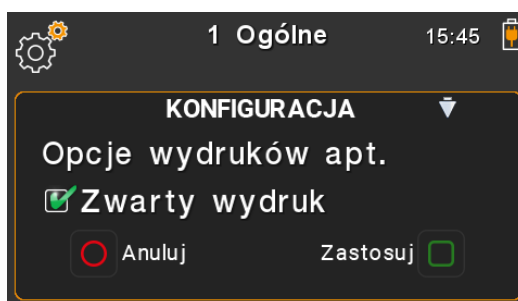 1 Ogólne 15:45
KONFIGURACJA
Opcje wydruków apt.
Zwarty wydruk
Anuluj Zastosuj